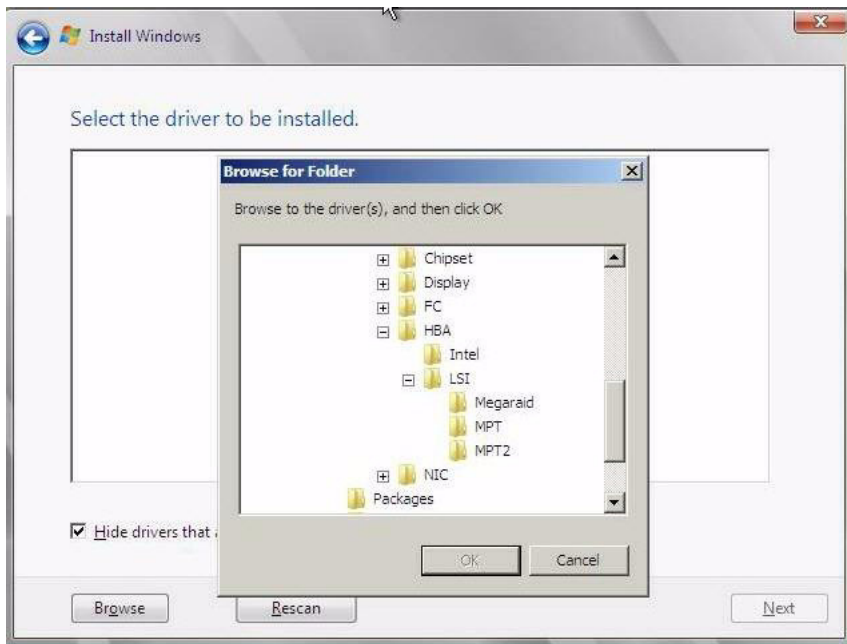 Install Windows
Select the driver to be installed.
Browse for Folder
Browse to the driver(s), and then click OK
Chipset
Display
FC
HBA
Intel
LSI
Megaraid
MPT
MPT2
NIC
Packages
Hide drivers that
OK
Cancel
Browse
Rescan
Next